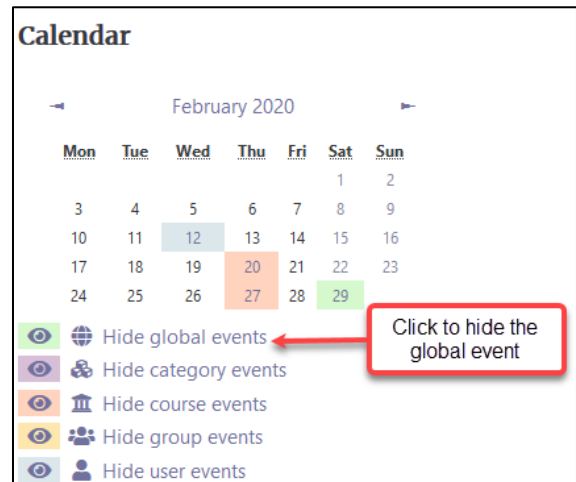 Calendar
February 2020
Mon Tue Wed Thu Fri Sat Sun
1 2
3 4 5 6 7 8 9
10 11 12 13 14 15 16
17 18 19 20 21 22 23
24 25 26 27 28 29
Hide global events
Click to hide the
global event
Hide category events
Hide course events
Hide group events
Hide user events